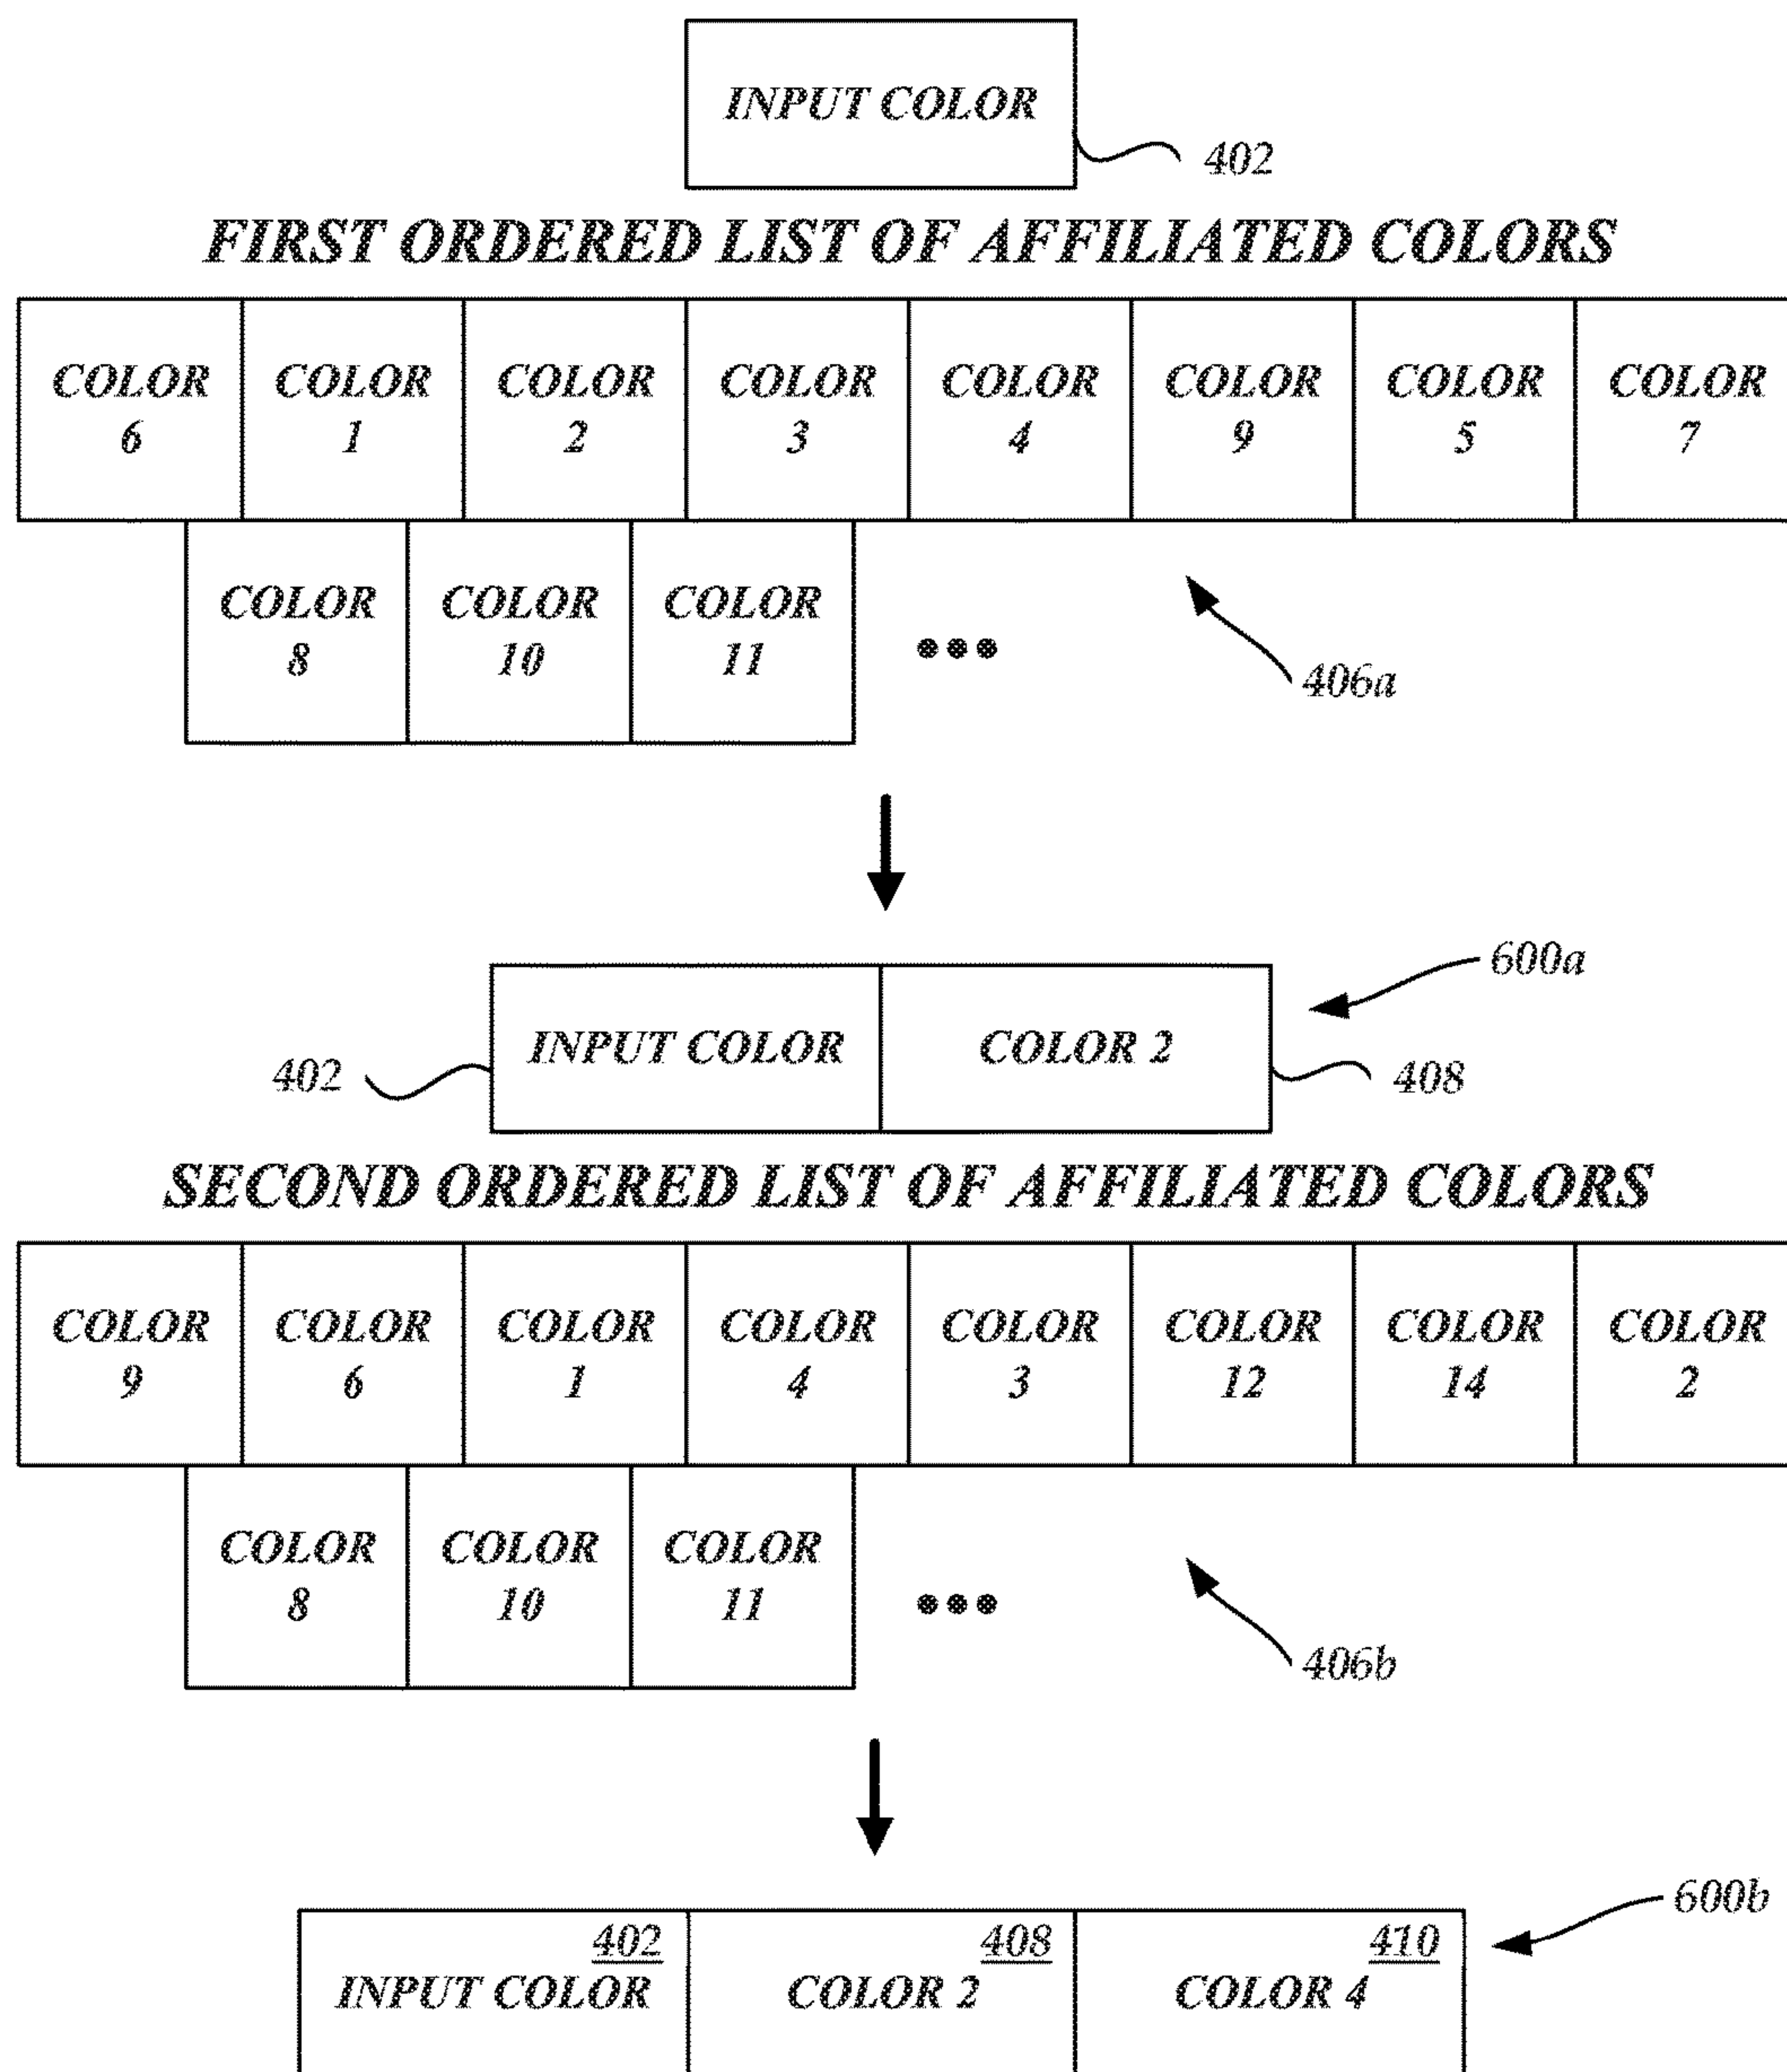 INPUT COLOR
402
FIRST ORDERED LIST OF AFFILIATED COLORS
COLOR COLOR COLOR COLOR COLOR COLOR COLOR COLOR
6 1 2 3 4 9 5 7
COLOR COLOR COLOR
8 10 11
406a
600a
402 INPUT COLOR COLOR 2 408
SECOND ORDERED LIST OF AFFILIATED COLORS
COLOR COLOR COLOR COLOR COLOR COLOR COLOR COLOR
9 6 1 4 3 12 14 2
COLOR COLOR COLOR
8 10 11
406b
600b
402 408 410
INPUT COLOR COLOR 2 COLOR 4